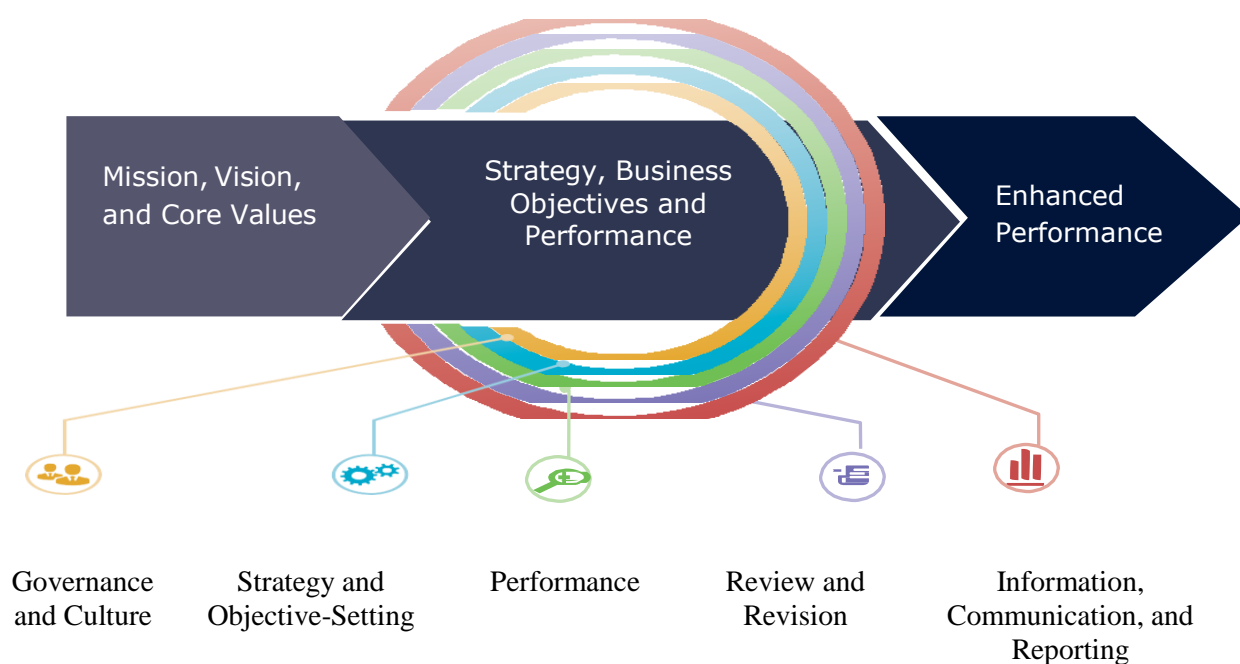 Mission, Vision,
and Core Values
Strategy, Business
Objectives and
Performance
Enhanced
Performance
Governance
and Culture
Strategy and
Objective-Setting
Performance
Review and
Revision
Information,
Communication, and
Reporting